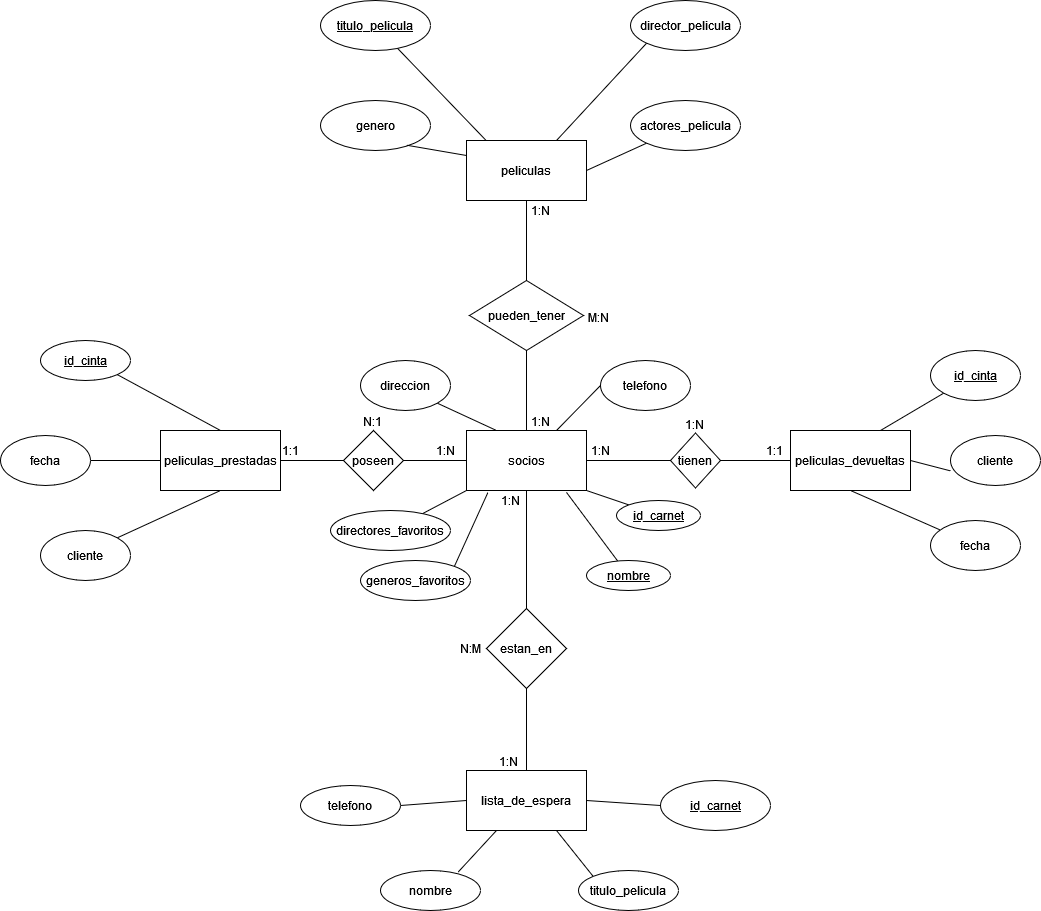 titulo_pelicula
director_pelicula
genero
actores_pelicula
peliculas
1:N
pueden_tener
M:N
id_cinta
direccion
telefono
id_cinta
N:1
1:N
1:N
fecha
peliculas_prestadas
1:1
poseen
1:N
socios
1:N
tienen
1:1
peliculas_devueltas
cliente
1:N
directores_favoritos
id_carnet
cliente
generos_favoritos
nombre
fecha
N:M
estan_en
1:N
telefono
lista_de_espera
id_carnet
nombre
titulo_pelicula